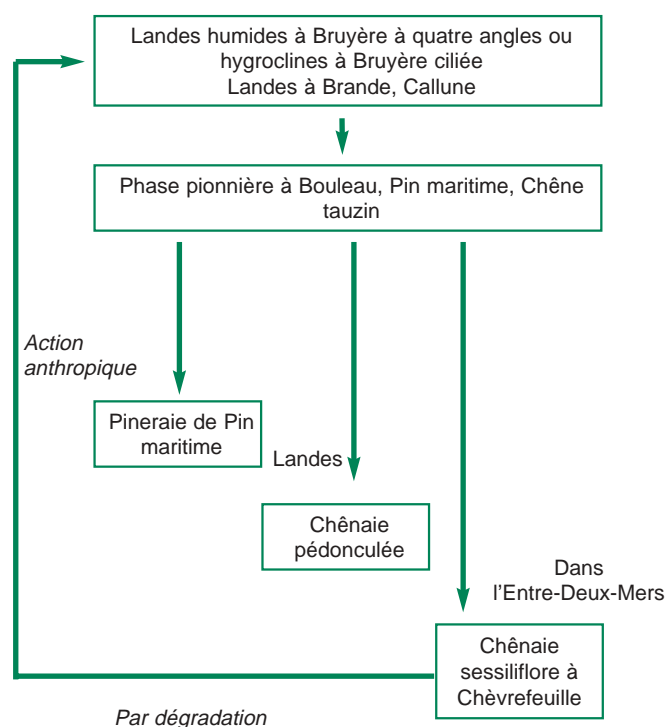 Landes humides à Bruyère à quatre angles ou
hygroclines à Bruyère ciliée
Landes à Brande, Callune
Phase pionnière à Bouleau, Pin maritime, Chêne
tauzin
Action
anthropique
Pineraie de Pin
maritime
Landes
Chênaie
pédonculée
Dans
l'Entre-Deux-Mers
Chênaie
sessiliflore à
Chèvrefeuille
Par dégradation